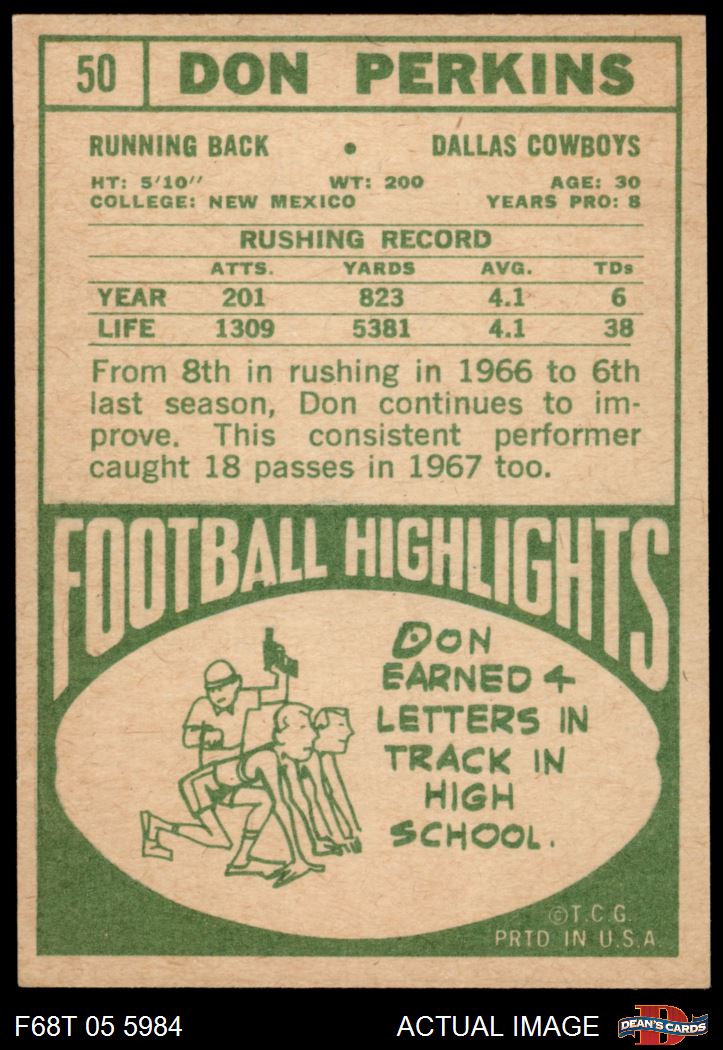 50 DON PERKINS
RUNNING BACK • DALLAS COWBOYS
HT: 5'10" WT: 200 AGE: 30
COLLEGE: NEW MEXICO YEARS PRO: 8
RUSHING RECORD
ATTS. YARDS AVG. TDs
YEAR 201 823 4.1 6
LIFE 1309 5381 4.1 38
From 8th in rushing in 1966 to 6th
last season, Don continues to im-
prove. This consistent performer
caught 18 passes in 1967 too.
FOOTBALL HIGHLIGHTS
DON
EARNED 4
LETTERS IN
TRACK IN
HIGH
SCHOOL.
©T.C.G.
PRTD IN U.S.A.
F68T 05 5984 ACTUAL IMAGE D DEAN'S CARDS